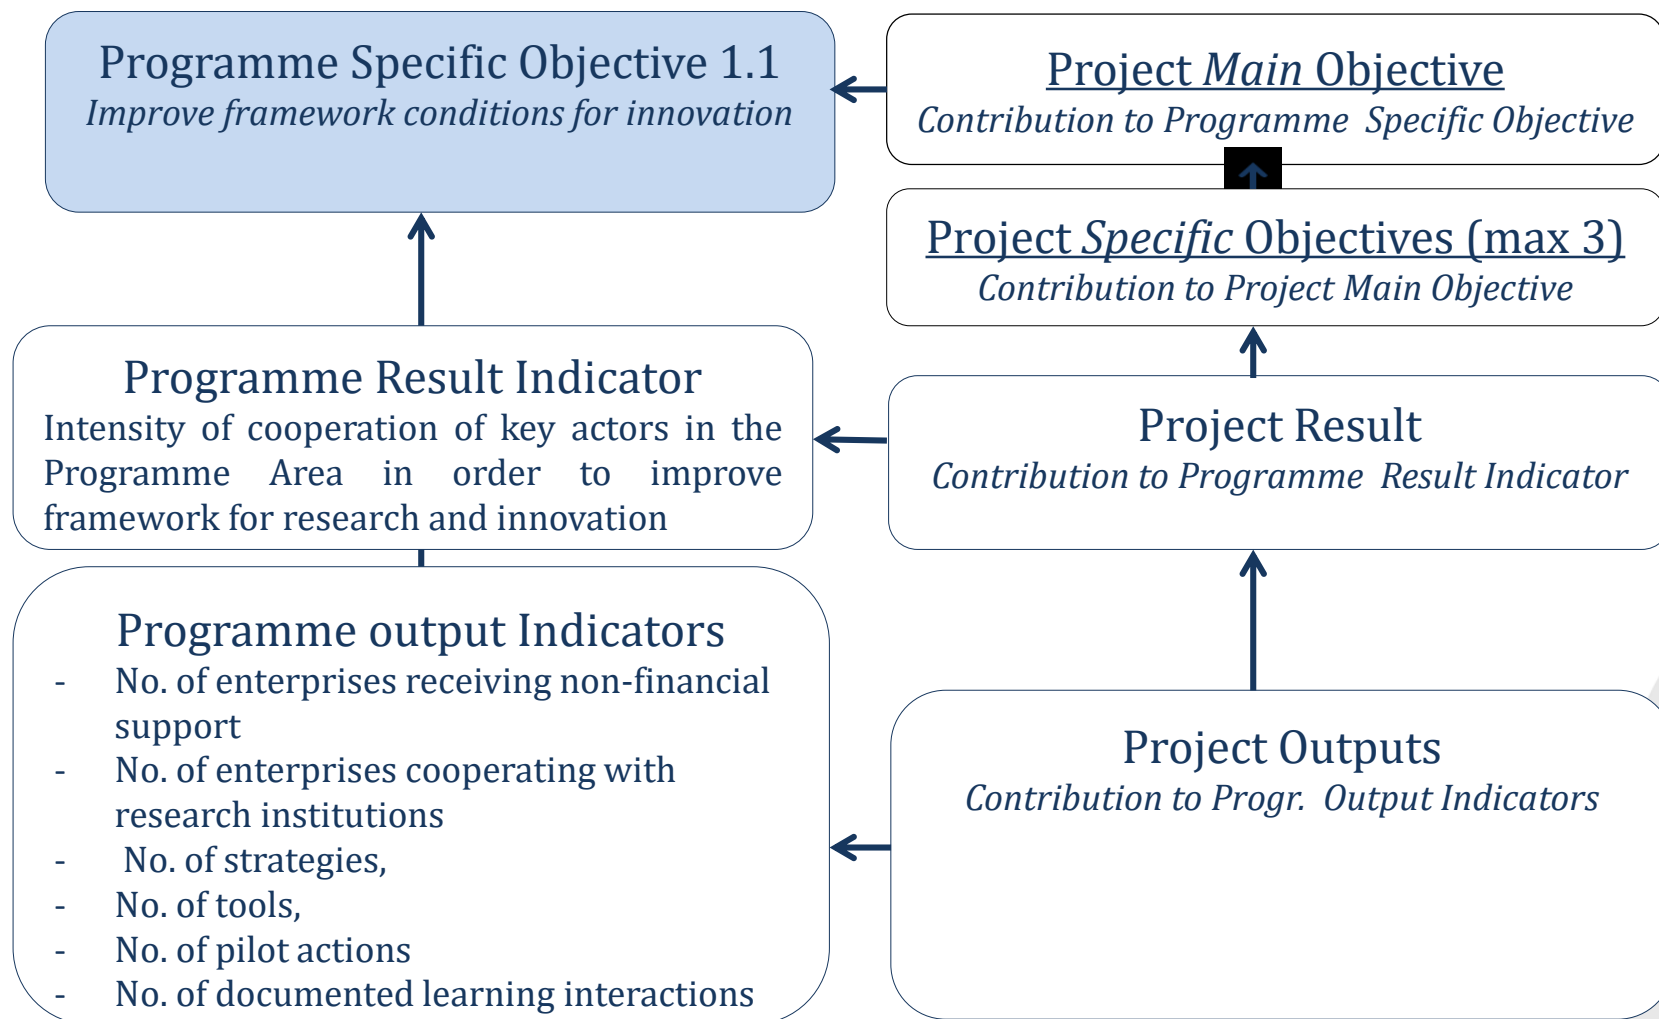 Programme Specific Objective 1.1
Improve framework conditions for innovation
Project Main Objective
Contribution to Programme Specific Objective
Project Specific Objectives (max 3)
Contribution to Project Main Objective
Programme Result Indicator
Intensity of cooperation of key actors in the
Programme Area in order to improve
framework for research and innovation
Project Result
Contribution to Programme Result Indicator
Programme output Indicators
- No. of enterprises receiving non-financial
support
- No. of enterprises cooperating with
research institutions
- No. of strategies,
- No. of tools,
- No. of pilot actions
- No. of documented learning interactions
Project Outputs
Contribution to Progr. Output Indicators